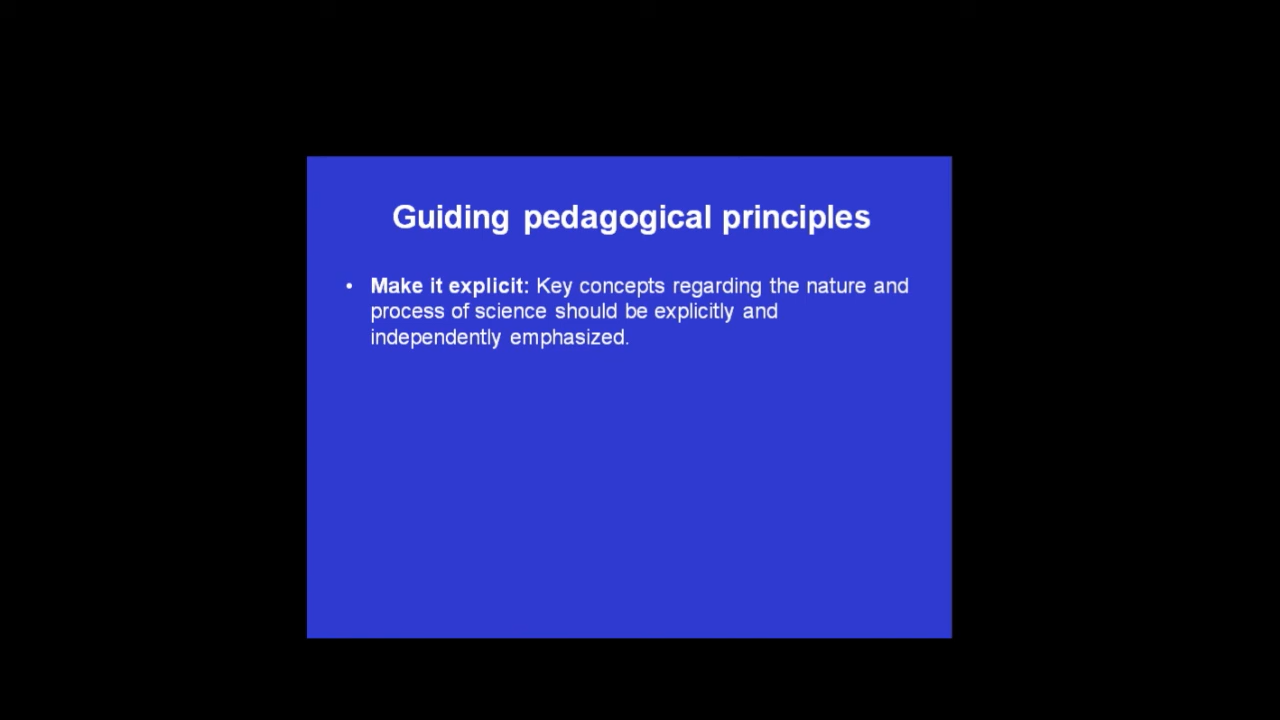 Guiding pedagogical principles
• Make it explicit: Key concepts regarding the nature and
process of science should be explicitly and
independently emphasized.